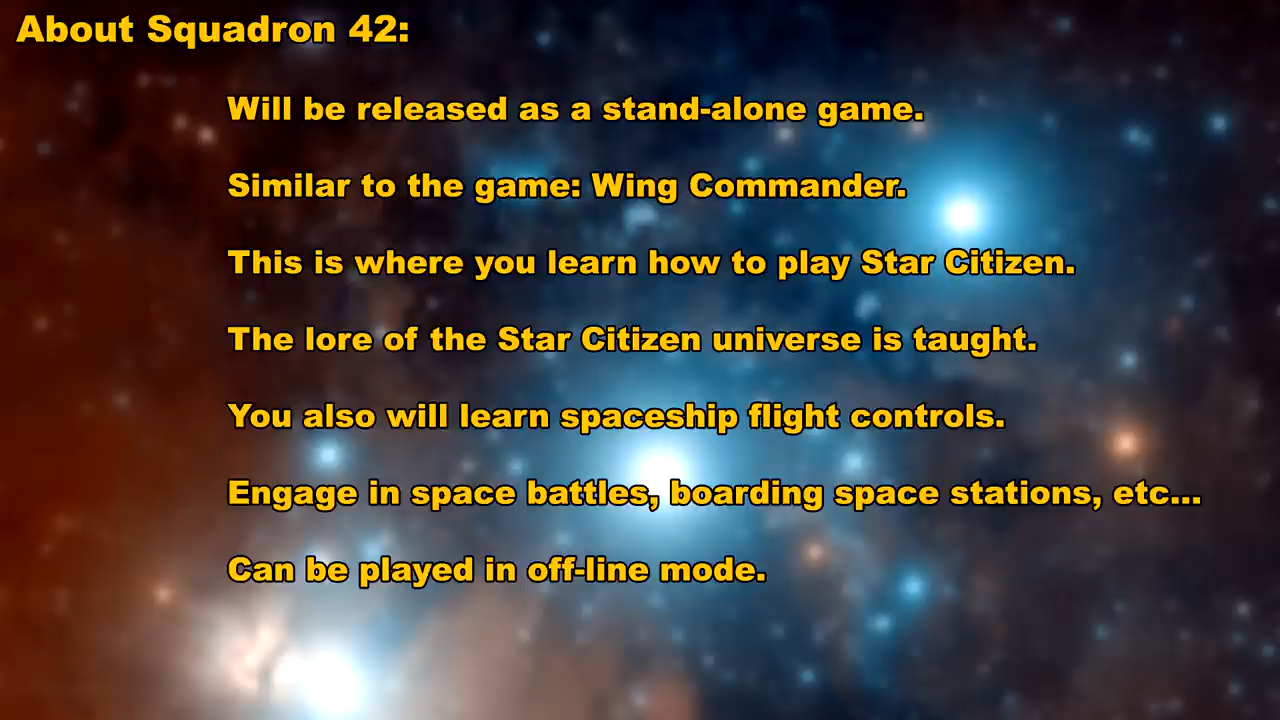 About Squadron 42:
Will be released as a stand-alone game.
Similar to the game: Wing Commander.
This is where you learn how to play Star Citizen.
The lore of the Star Citizen universe is taught.
You also will learn spaceship flight controls.
Engage in space battles, boarding space stations, etc...
Can be played in off-line mode.